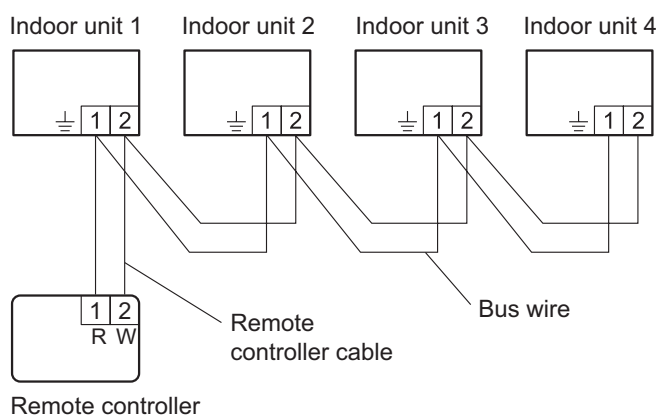 Indoor unit 1 Indoor unit 2 Indoor unit 3 Indoor unit 4
1 2 1 2 1 2 1 2
1 2
R W
Remote
controller cable
Bus wire
Remote controller